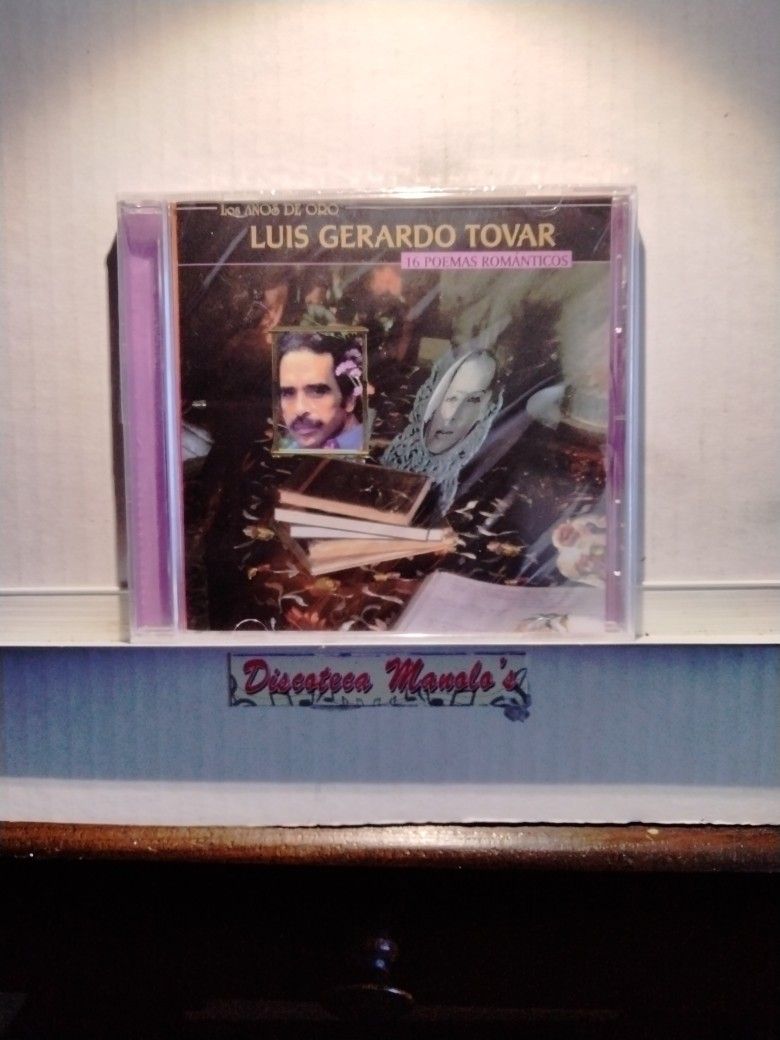 Los AÑOS DE ORO
LUIS GERARDO TOVAR
16 POEMAS ROMÁNTICOS
Discoteca Manolo's